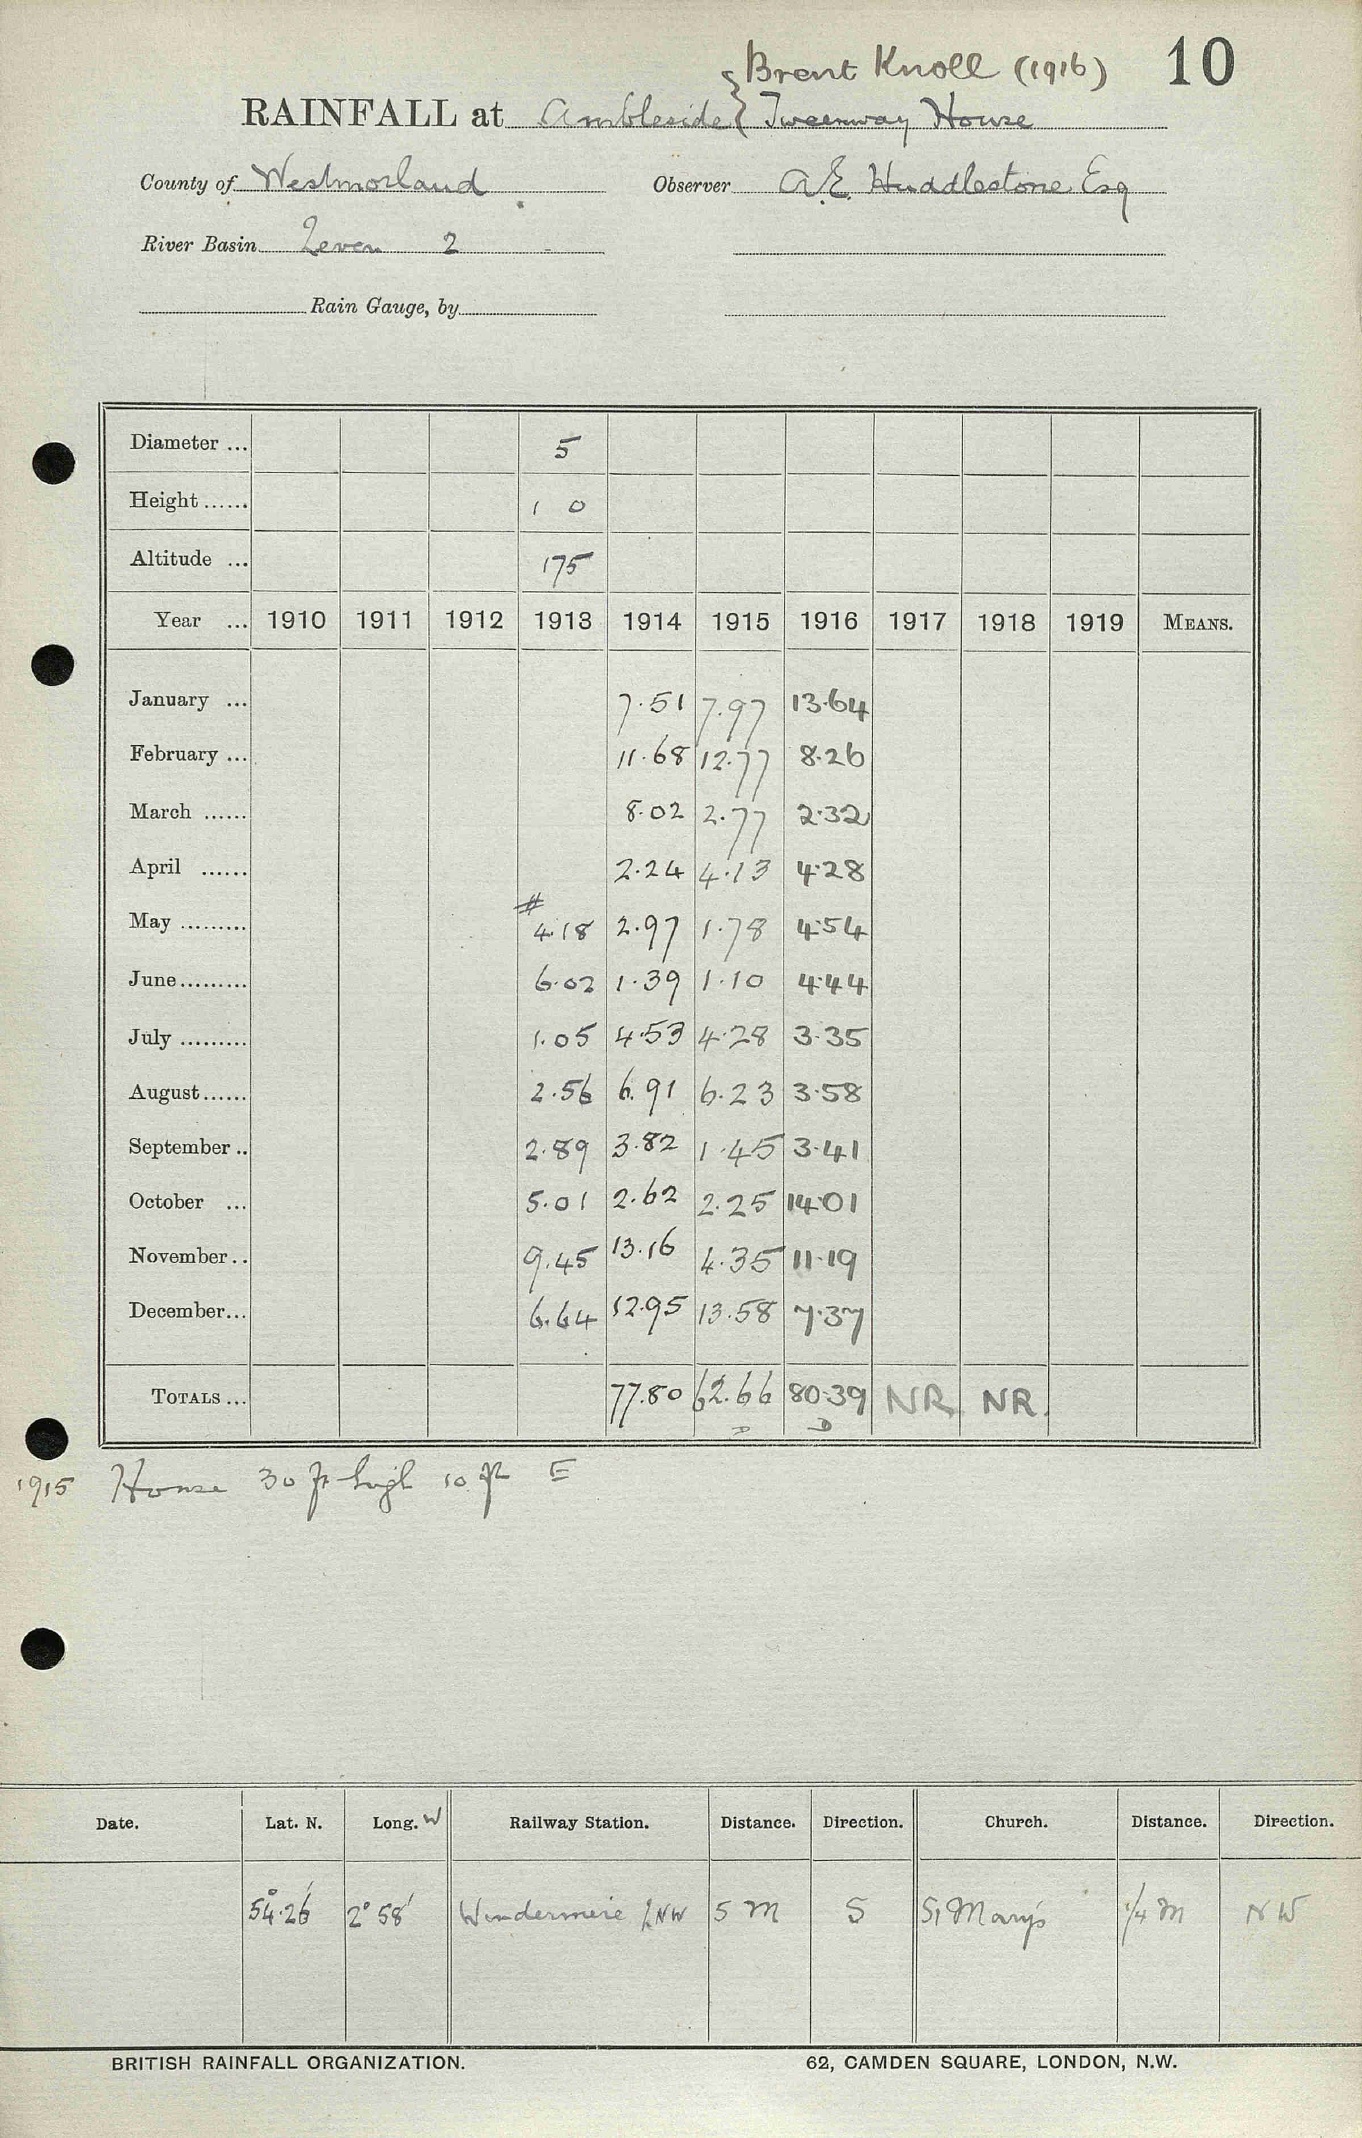 Brent Knoll (1916) 10
RAINFALL at Ambleside Tweenway House
County of Westmorland Observer A.E. Huddlestone Esq
River Basin Leven 2
Rain Gauge, by
Diameter ... 5
Height ...... 1 0
Altitude ... 175
Year ... 1910 1911 1912 1913 1914 1915 1916 1917 1918 1919 MEANS.
January ... 7.51 7.97 13.64
February ... 11.68 12.77 8.26
March ...... 8.02 2.77 2.32
April ...... 2.24 4.13 4.28
#
May ......... 4.18 2.97 1.78 4.54
June......... 6.02 1.39 1.10 4.44
July ......... 1.05 4.53 4.28 3.35
August...... 2.56 6.91 6.23 3.58
September .. 2.89 3.82 1.45 3.41
October ... 5.01 2.62 2.25 14.01
November .. 9.45 13.16 4.35 11.19
December... 6.64 12.95 13.58 7.37
TOTALS ... 77.80 62.66 80.39 NR NR.
D D
1915 House 30 ft high 10 ft E
Date. Lat. N. Long. W Railway Station. Distance. Direction. Church. Distance. Direction.
54°.26' 2° 58' Windermere LNW 5 M S St Mary's 1/4 M NW
BRITISH RAINFALL ORGANIZATION. 62, CAMDEN SQUARE, LONDON, N.W.